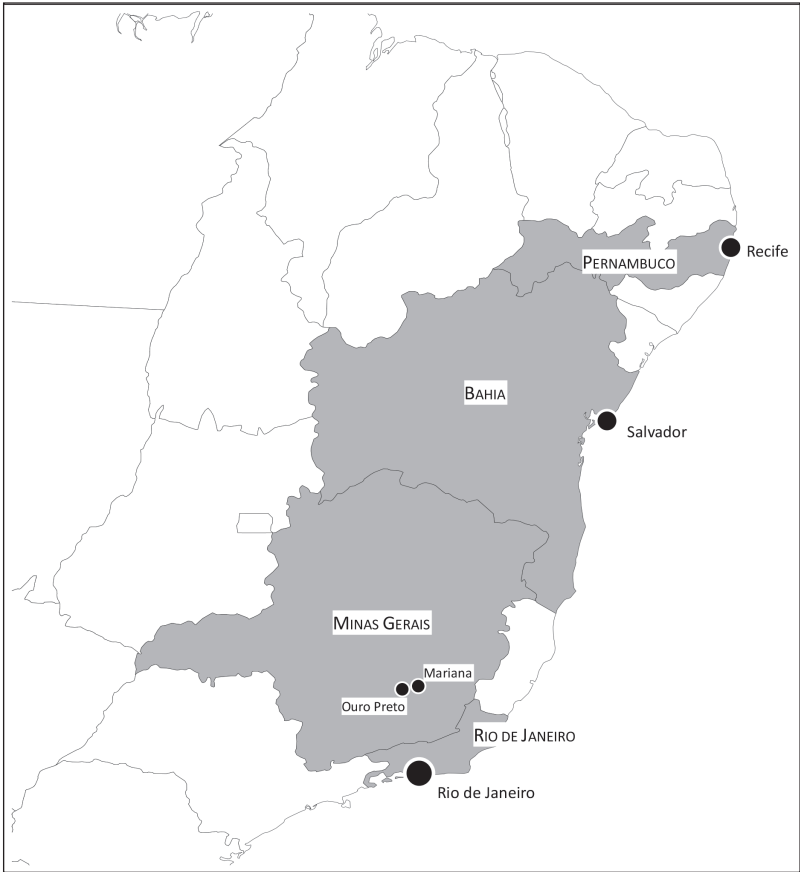 Recife
PERNAMBUCO
BAHIA
Salvador
MINAS GERAIS
Mariana
Ouro Preto
RIO DE JANEIRO
Rio de Janeiro